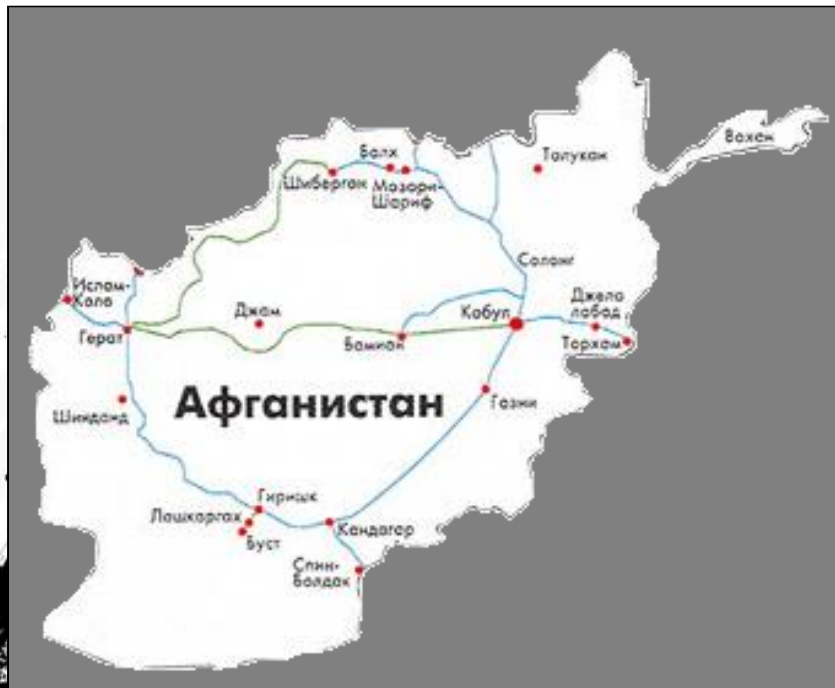 Вахан
Балх
Талукан
Шиберган
Мазари-
Шариф
Саланг
Ислам-
Кала
Джам
Кабул
Джела
лабад
Герат
Бамиан
Торхам
Шинданд
Афганистан
Газни
Гиришк
Лашкаргах
Буст
Кандагар
Спин-
Болдак